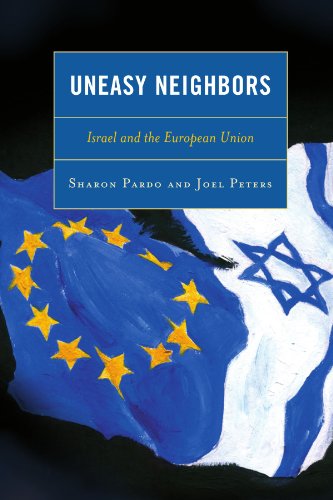 UNEASY NEIGHBORS
Israel and the European Union
SHARON PARDO AND JOEL PETERS